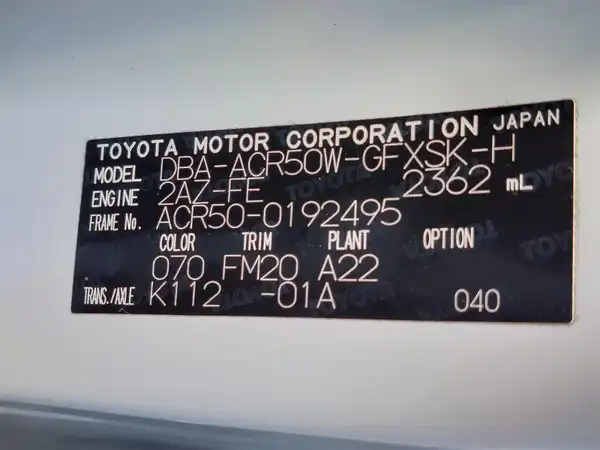 TOYOTA MOTOR CORPORATION JAPAN
MODEL DBA-ACR50W-GFXSK-H
ENGINE 2AZ-FE 2362 mL
FRAME No. ACR50-0192495
COLOR TRIM PLANT OPTION
070 FM20 A22
TRANS./AXLE K112 -01A 040